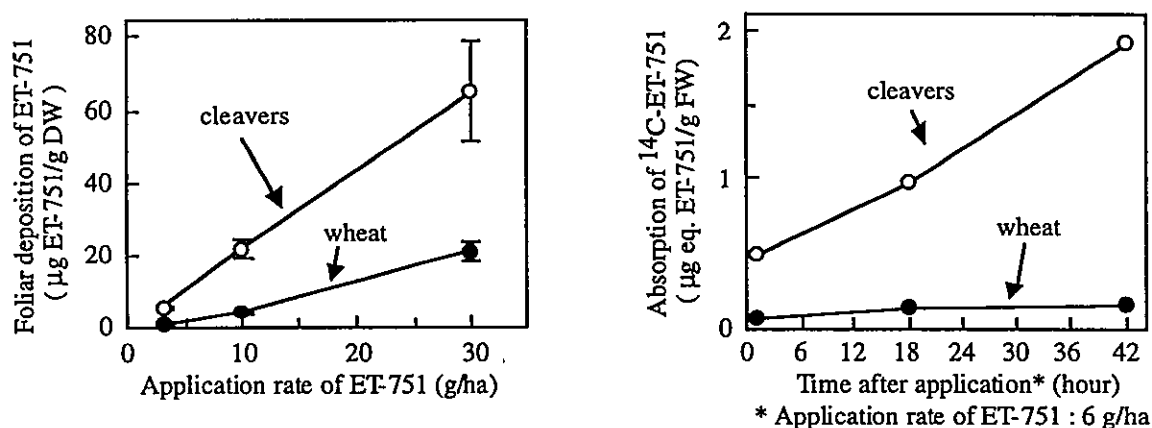 Foliar deposition of ET-751
( µg ET-751/g DW)
80
60
40
20
0
cleavers
wheat
0 10 20 30
Application rate of ET-751 (g/ha)
Absorption of ¹⁴C-ET-751
( µg eq. ET-751/g FW)
2
1
0
cleavers
wheat
0 6 12 18 24 30 36 42
Time after application* (hour)
* Application rate of ET-751 : 6 g/ha